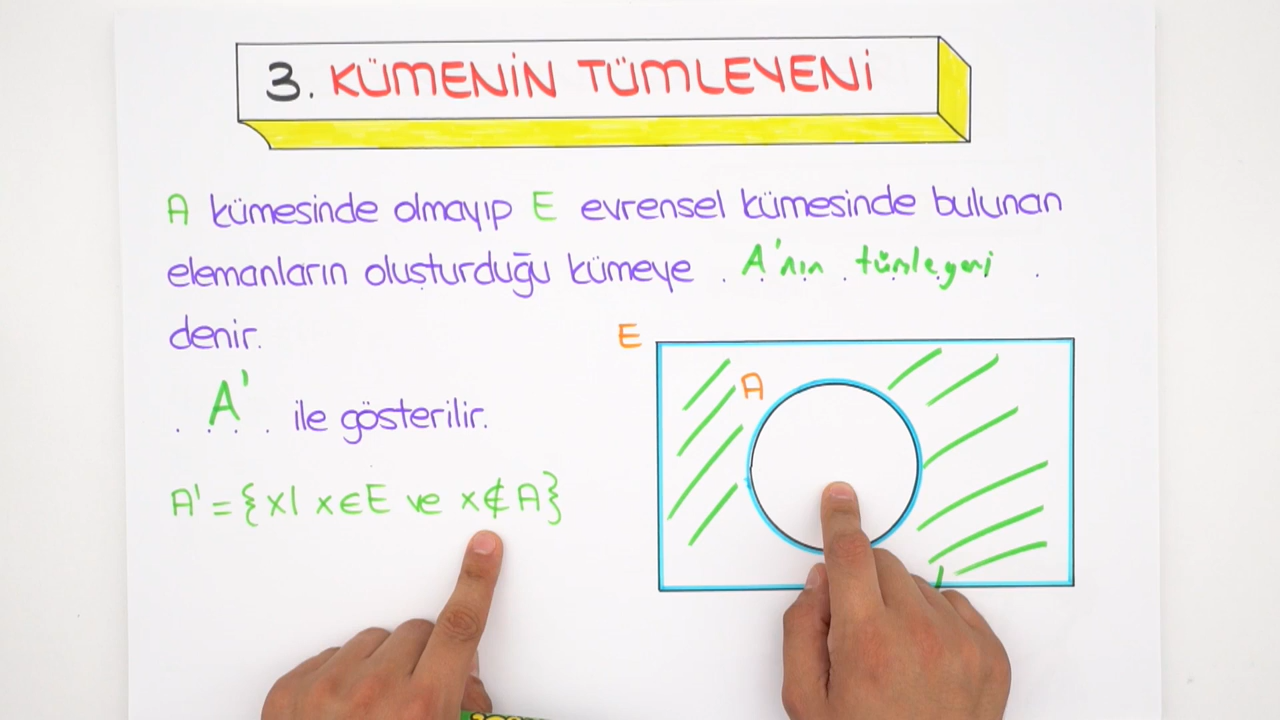 3. KÜMENİN TÜMLEYENİ
A kümesinde olmayıp E evrensel kümesinde bulunan
elemanların oluşturduğu kümeye . A'nın tümleyeni .
denir.
A' ile gösterilir.
A' = {x| x∈E ve x∉A}
E
A